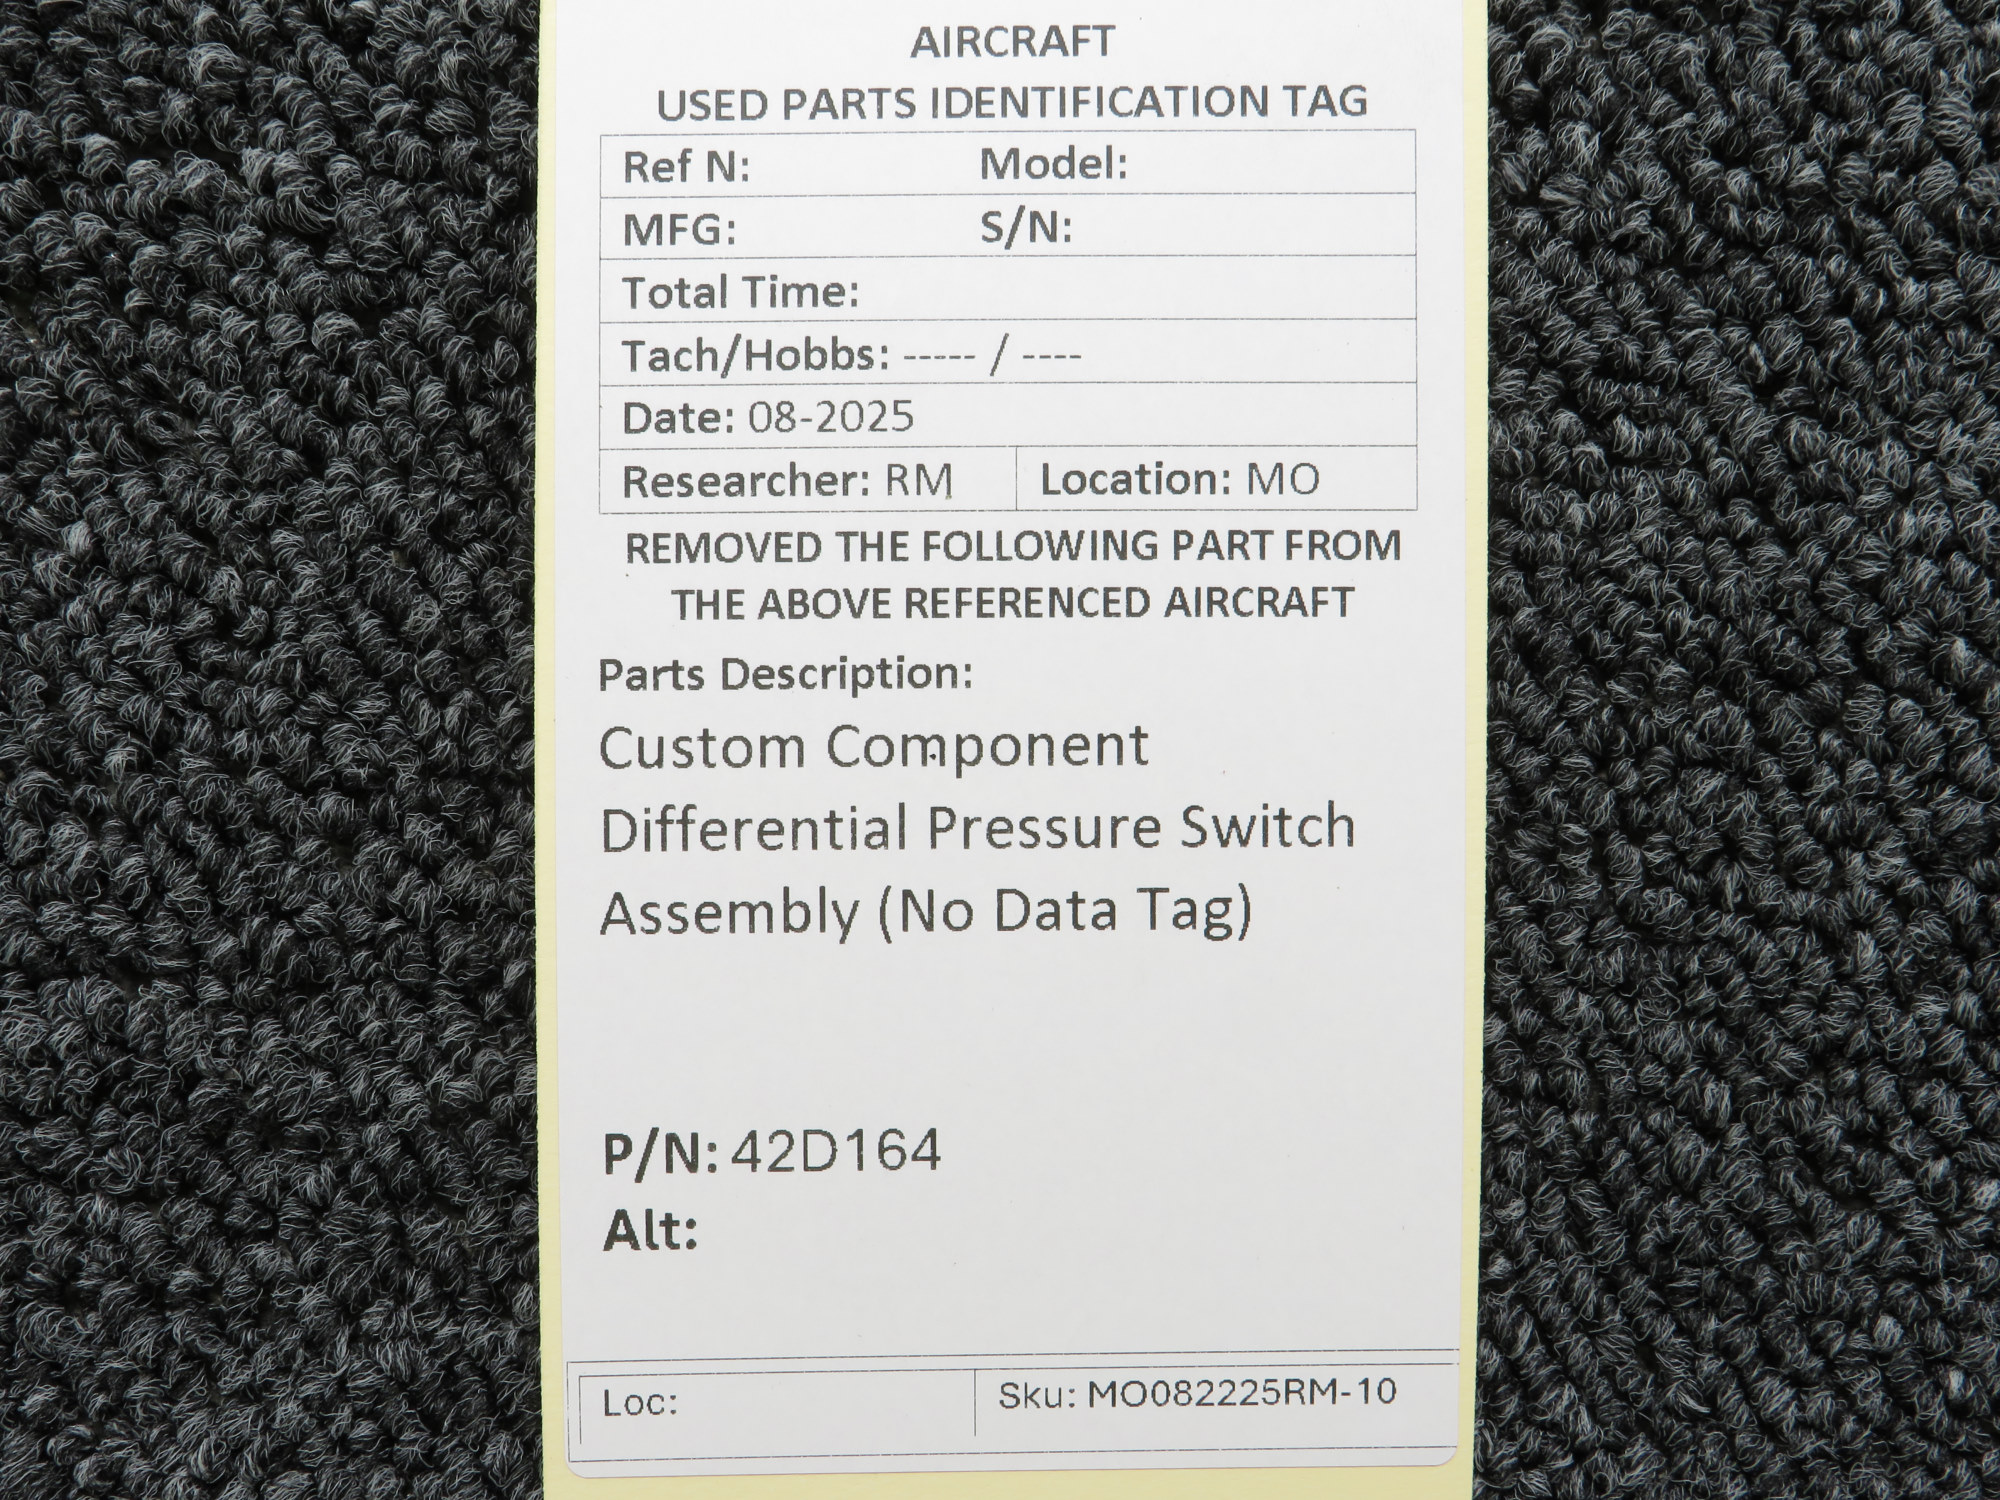 AIRCRAFT
USED PARTS IDENTIFICATION TAG
Ref N: Model:
MFG: S/N:
Total Time:
Tach/Hobbs: ----- / ----
Date: 08-2025
Researcher: RM Location: MO
REMOVED THE FOLLOWING PART FROM
THE ABOVE REFERENCED AIRCRAFT
Parts Description:
Custom Component
Differential Pressure Switch
Assembly (No Data Tag)
P/N: 42D164
Alt:
Loc: Sku: MO082225RM-10